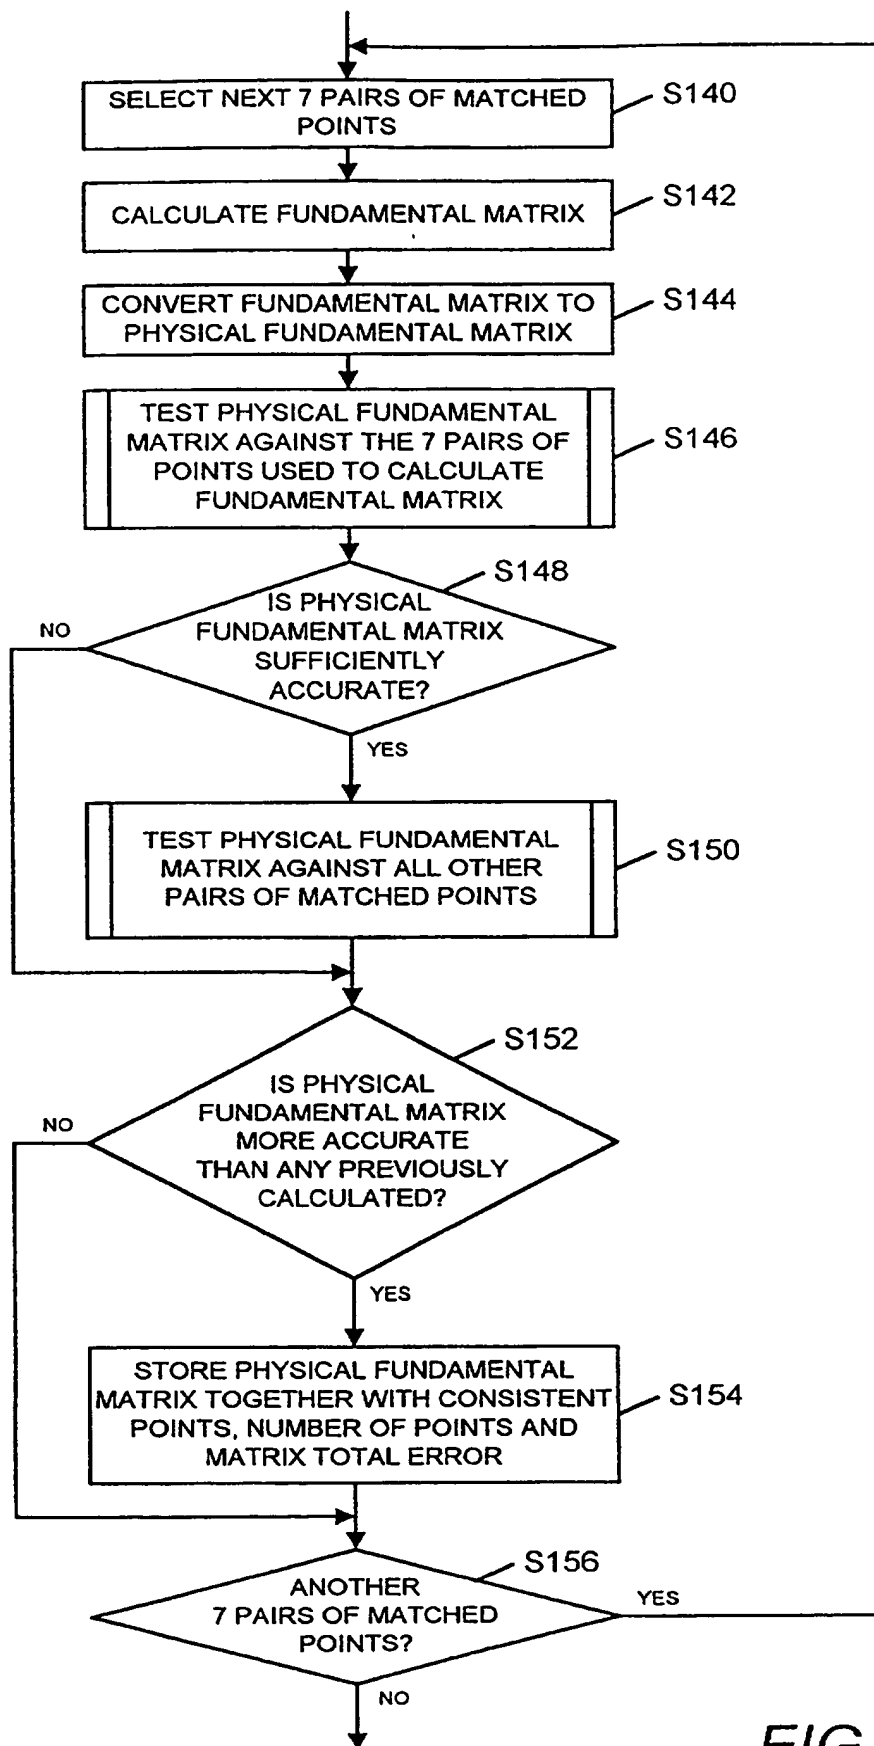 SELECT NEXT 7 PAIRS OF MATCHED
POINTS
S140
CALCULATE FUNDAMENTAL MATRIX
S142
CONVERT FUNDAMENTAL MATRIX TO
PHYSICAL FUNDAMENTAL MATRIX
S144
TEST PHYSICAL FUNDAMENTAL
MATRIX AGAINST THE 7 PAIRS OF
POINTS USED TO CALCULATE
FUNDAMENTAL MATRIX
S146
S148
IS PHYSICAL
FUNDAMENTAL MATRIX
SUFFICIENTLY
ACCURATE?
NO
YES
TEST PHYSICAL FUNDAMENTAL
MATRIX AGAINST ALL OTHER
PAIRS OF MATCHED POINTS
S150
S152
IS PHYSICAL
FUNDAMENTAL MATRIX
MORE ACCURATE
THAN ANY PREVIOUSLY
CALCULATED?
NO
YES
STORE PHYSICAL FUNDAMENTAL
MATRIX TOGETHER WITH CONSISTENT
POINTS, NUMBER OF POINTS AND
MATRIX TOTAL ERROR
S154
S156
ANOTHER
7 PAIRS OF MATCHED
POINTS?
YES
NO
FIG